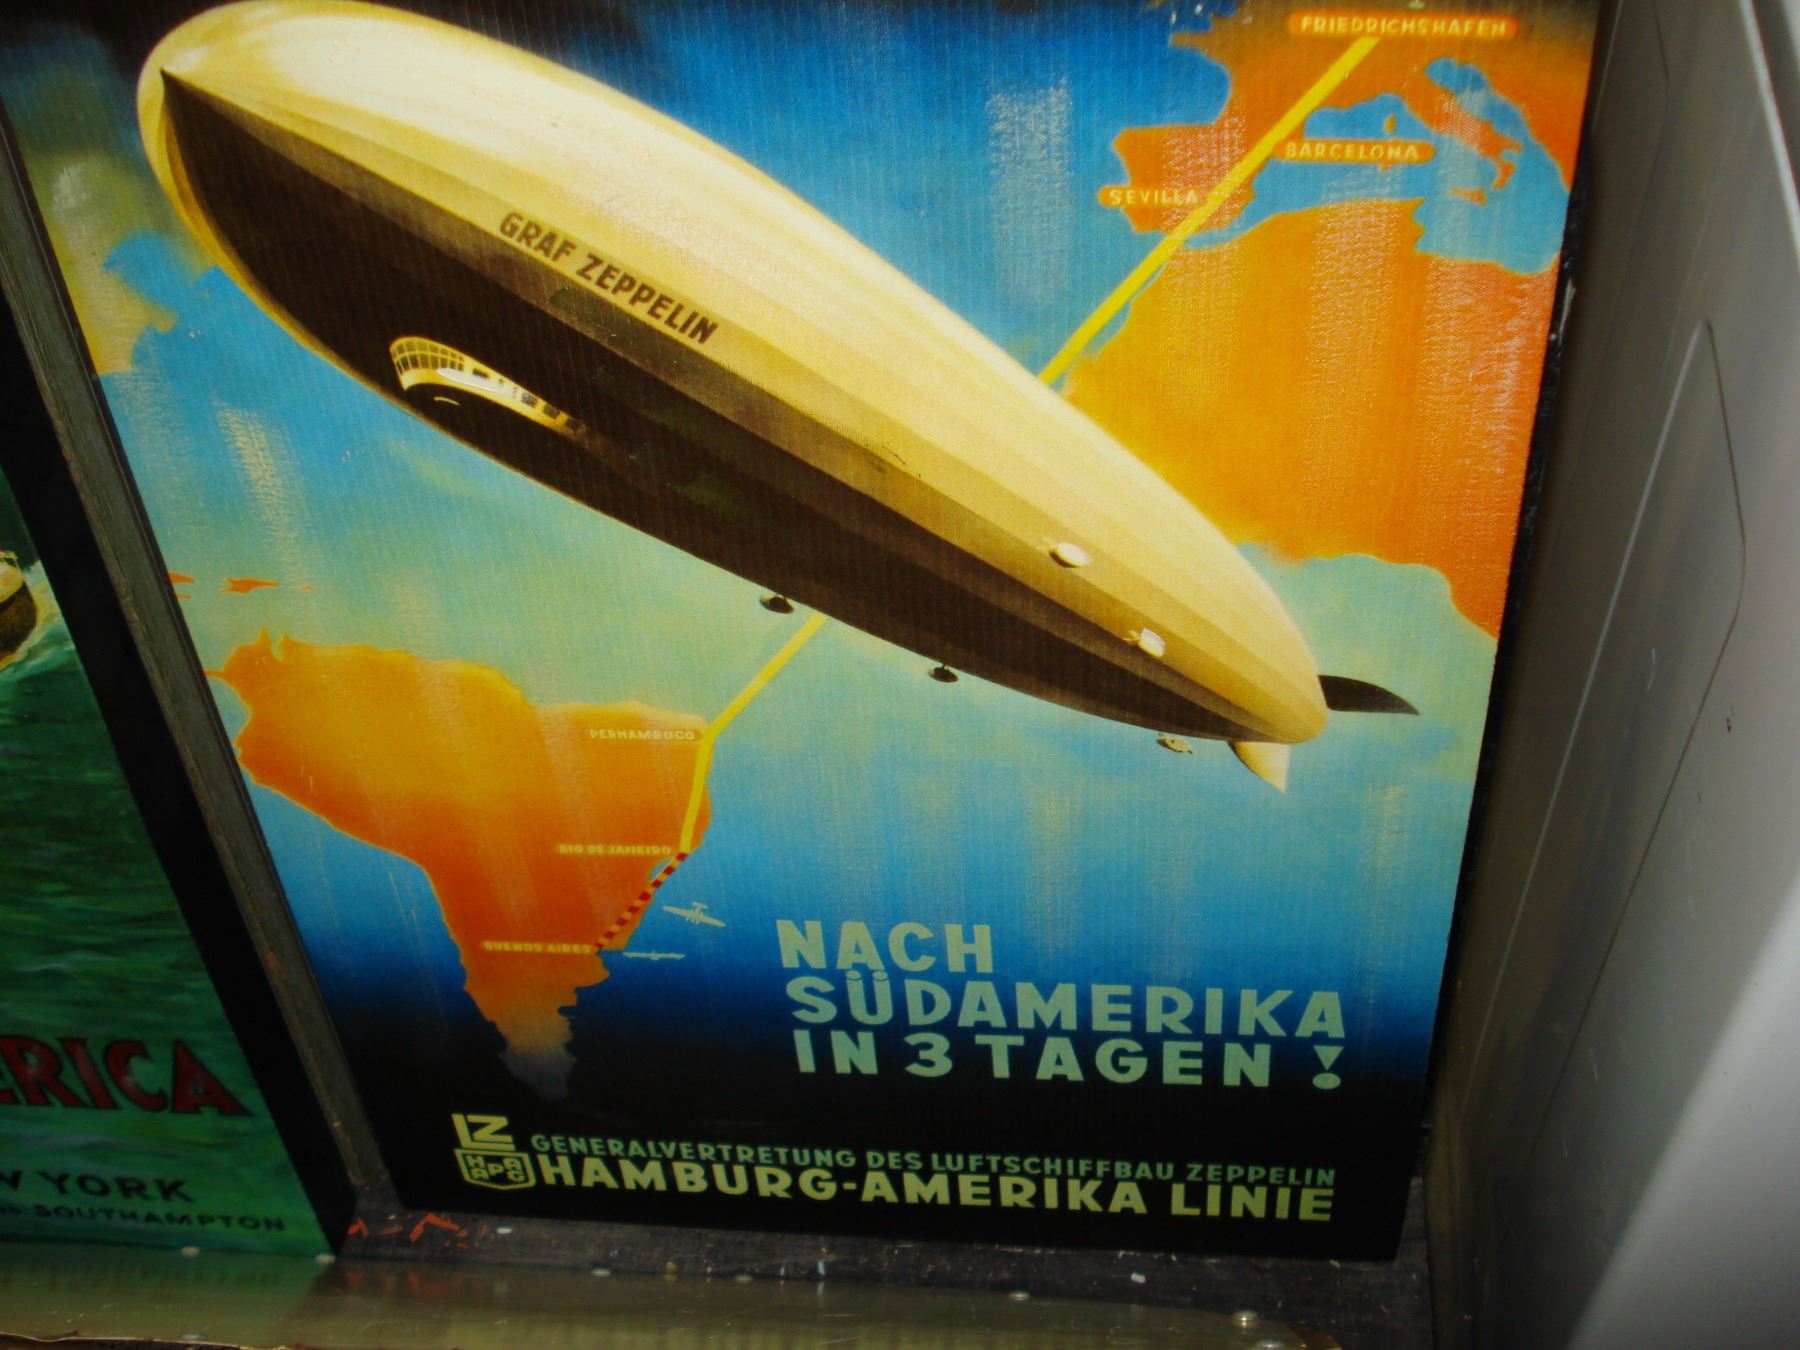 FRIEDRICHSHAFEN
BARCELONA
SEVILLA
GRAF ZEPPELIN
PERNAMBUCO
RIO DE JANEIRO
BUENOS AIRES
NACH
SÜDAMERIKA
IN 3 TAGEN!
LZ
HAPAG
GENERALVERTRETUNG DES LUFTSCHIFFBAU ZEPPELIN
HAMBURG-AMERIKA LINIE
ERICA
W YORK
SOUTHAMPTON